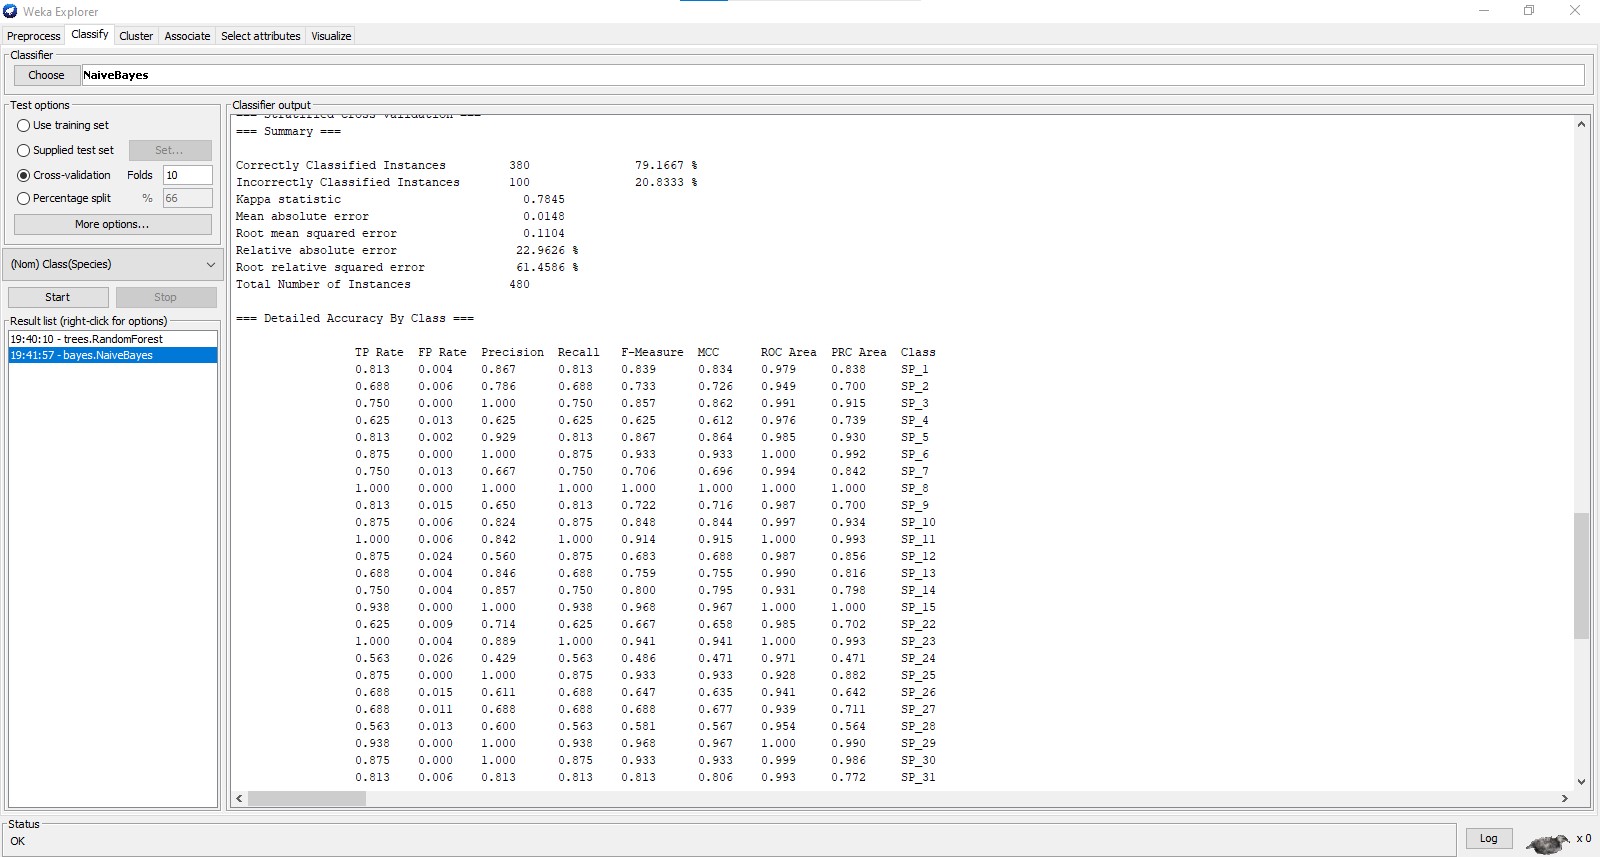 Weka Explorer
Preprocess Classify Cluster Associate Select attributes Visualize
Classifier
Choose NaiveBayes
Test options
Use training set
Supplied test set Set...
Cross-validation Folds 10
Percentage split % 66
More options...
(Nom) Class(Species)
Start Stop
Result list (right-click for options)
19:40:10 - trees.RandomForest
19:41:57 - bayes.NaiveBayes
Classifier output
=== Stratified cross-validation ===
=== Summary ===
Correctly Classified Instances 380 79.1667 %
Incorrectly Classified Instances 100 20.8333 %
Kappa statistic 0.7845
Mean absolute error 0.0148
Root mean squared error 0.1104
Relative absolute error 22.9626 %
Root relative squared error 61.4586 %
Total Number of Instances 480
=== Detailed Accuracy By Class ===
TP Rate FP Rate Precision Recall F-Measure MCC ROC Area PRC Area Class
0.813 0.004 0.867 0.813 0.839 0.834 0.979 0.838 SP_1
0.688 0.006 0.786 0.688 0.733 0.726 0.949 0.700 SP_2
0.750 0.000 1.000 0.750 0.857 0.862 0.991 0.915 SP_3
0.625 0.013 0.625 0.625 0.625 0.612 0.976 0.739 SP_4
0.813 0.002 0.929 0.813 0.867 0.864 0.985 0.930 SP_5
0.875 0.000 1.000 0.875 0.933 0.933 1.000 0.992 SP_6
0.750 0.013 0.667 0.750 0.706 0.696 0.994 0.842 SP_7
1.000 0.000 1.000 1.000 1.000 1.000 1.000 1.000 SP_8
0.813 0.015 0.650 0.813 0.722 0.716 0.987 0.700 SP_9
0.875 0.006 0.824 0.875 0.848 0.844 0.997 0.934 SP_10
1.000 0.006 0.842 1.000 0.914 0.915 1.000 0.993 SP_11
0.875 0.024 0.560 0.875 0.683 0.688 0.987 0.856 SP_12
0.688 0.004 0.846 0.688 0.759 0.755 0.990 0.816 SP_13
0.750 0.004 0.857 0.750 0.800 0.795 0.931 0.798 SP_14
0.938 0.000 1.000 0.938 0.968 0.967 1.000 1.000 SP_15
0.625 0.009 0.714 0.625 0.667 0.658 0.985 0.702 SP_22
1.000 0.004 0.889 1.000 0.941 0.941 1.000 0.993 SP_23
0.563 0.026 0.429 0.563 0.486 0.471 0.971 0.471 SP_24
0.875 0.000 1.000 0.875 0.933 0.933 0.928 0.882 SP_25
0.688 0.015 0.611 0.688 0.647 0.635 0.941 0.642 SP_26
0.688 0.011 0.688 0.688 0.688 0.677 0.939 0.711 SP_27
0.563 0.013 0.600 0.563 0.581 0.567 0.954 0.564 SP_28
0.938 0.000 1.000 0.938 0.968 0.967 1.000 0.990 SP_29
0.875 0.000 1.000 0.875 0.933 0.933 0.999 0.986 SP_30
0.813 0.006 0.813 0.813 0.813 0.806 0.993 0.772 SP_31
Status
OK
Log x 0